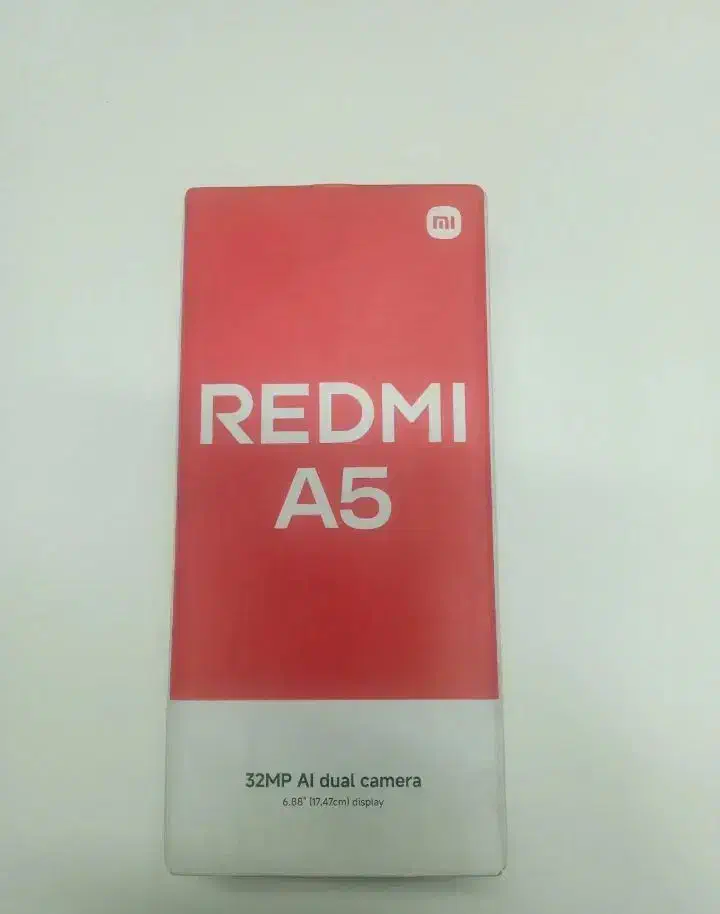 mi
REDMI
A5
32MP AI dual camera
6.88" (17.47cm) display